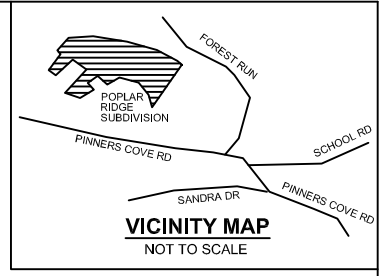 FOREST RUN
POPLAR
RIDGE
SUBDIVISION
PINNERS COVE RD
SCHOOL RD
SANDRA DR
PINNERS COVE RD
VICINITY MAP
NOT TO SCALE